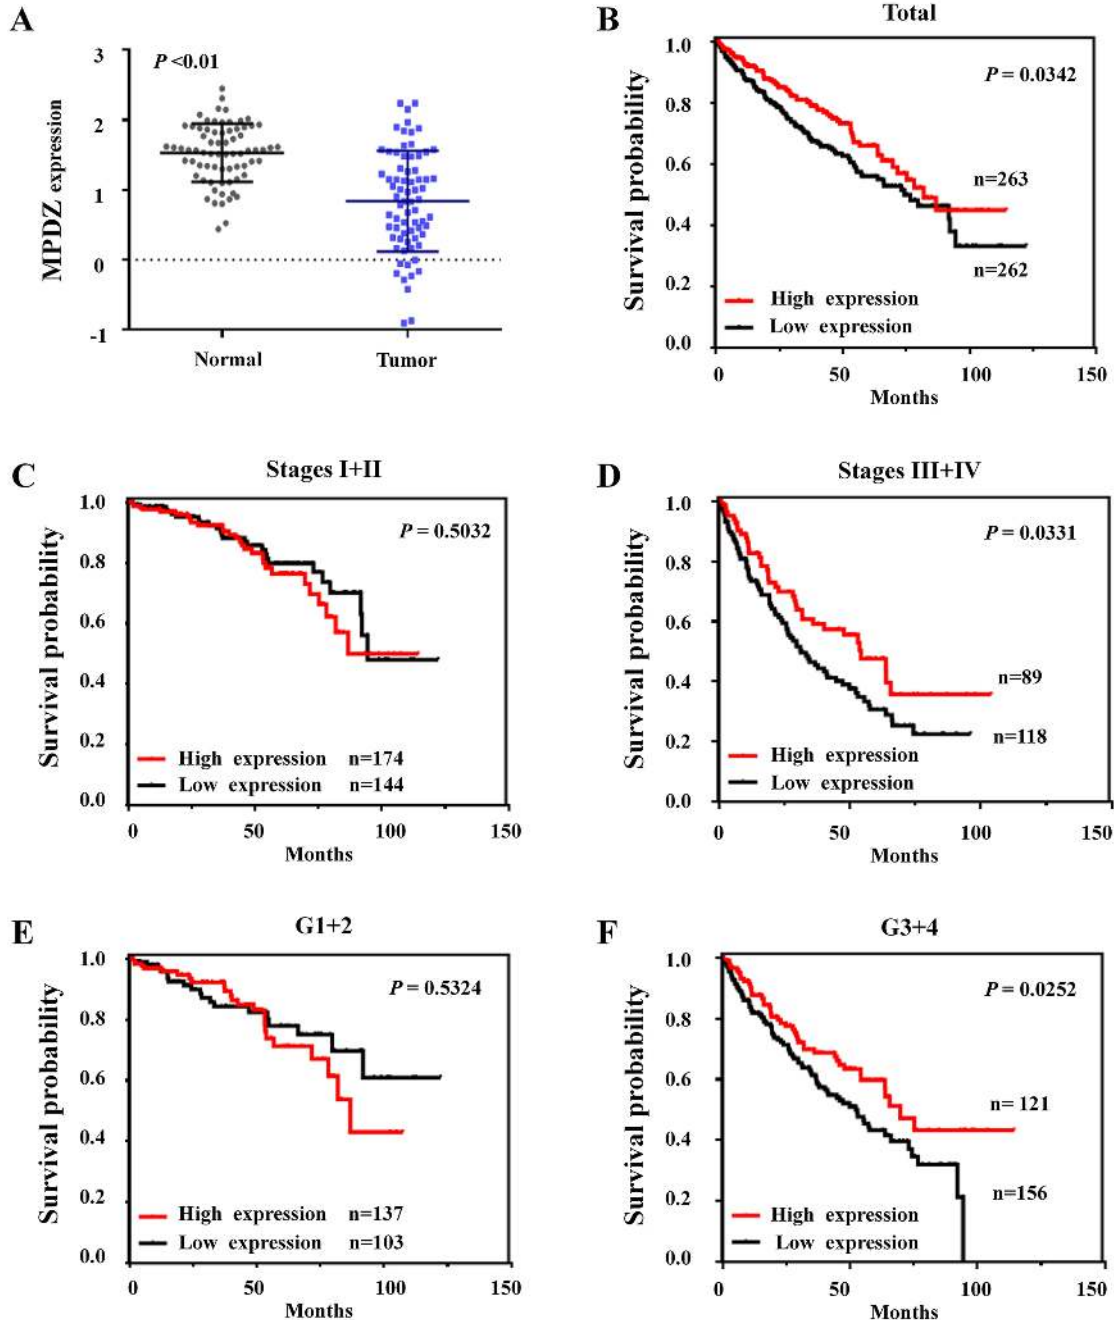 A
P <0.01
MPDZ expression
3
2
1
0
-1
Normal
Tumor
B
Total
P = 0.0342
Survival probability
1.0
0.8
0.6
0.4
0.2
0.0
n=263
n=262
High expression
Low expression
0
50
100
150
Months
C
Stages I+II
P = 0.5032
Survival probability
1.0
0.8
0.6
0.4
0.2
0.0
High expression n=174
Low expression n=144
0
50
100
150
Months
D
Stages III+IV
P = 0.0331
Survival probability
1.0
0.8
0.6
0.4
0.2
0.0
n=89
n=118
High expression
Low expression
0
50
100
150
Months
E
G1+2
P = 0.5324
Survival probability
1.0
0.8
0.6
0.4
0.2
0.0
High expression n=137
Low expression n=103
0
50
100
150
Months
F
G3+4
P = 0.0252
Survival probability
1.0
0.8
0.6
0.4
0.2
0.0
n= 121
n=156
High expression
Low expression
0
50
100
150
Months